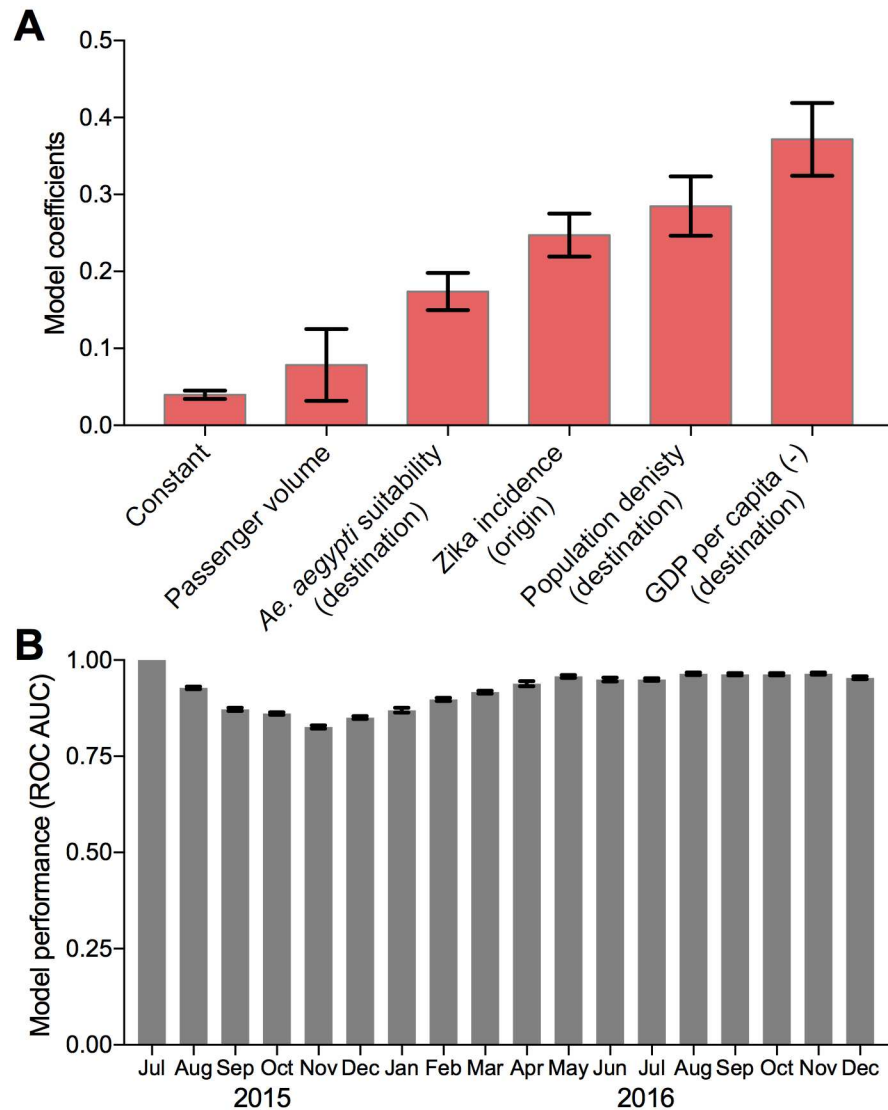 A
0.5
0.4
0.3
0.2
0.1
0.0
Model coefficients
Constant
Passenger volume
Ae. aegypti suitability
(destination)
Zika incidence
(origin)
Population denisty
(destination)
GDP per capita (-)
(destination)
B
1.00
0.75
0.50
0.25
0.00
Model performance (ROC AUC)
Jul Aug Sep Oct Nov Dec Jan Feb Mar Apr May Jun Jul Aug Sep Oct Nov Dec
2015 2016